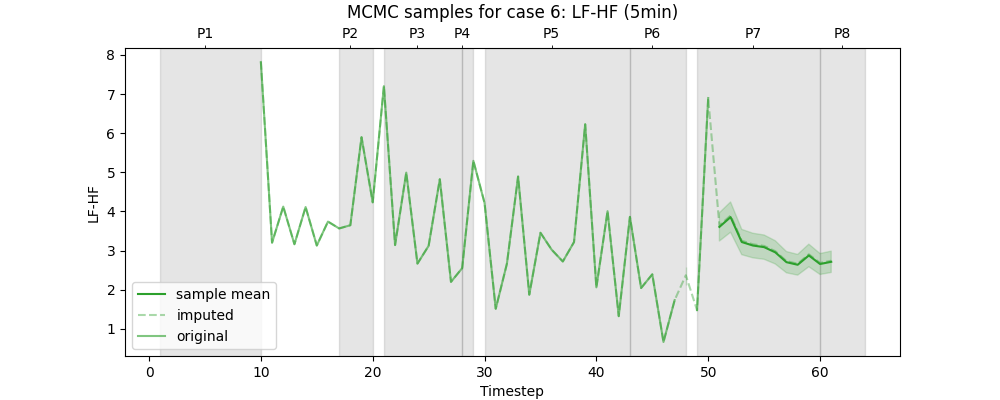 MCMC samples for case 6: LF-HF (5min)
P1 P2 P3 P4 P5 P6 P7 P8
8
7
6
5
4
3
2
1
LF-HF
sample mean
imputed
original
0 10 20 30 40 50 60
Timestep